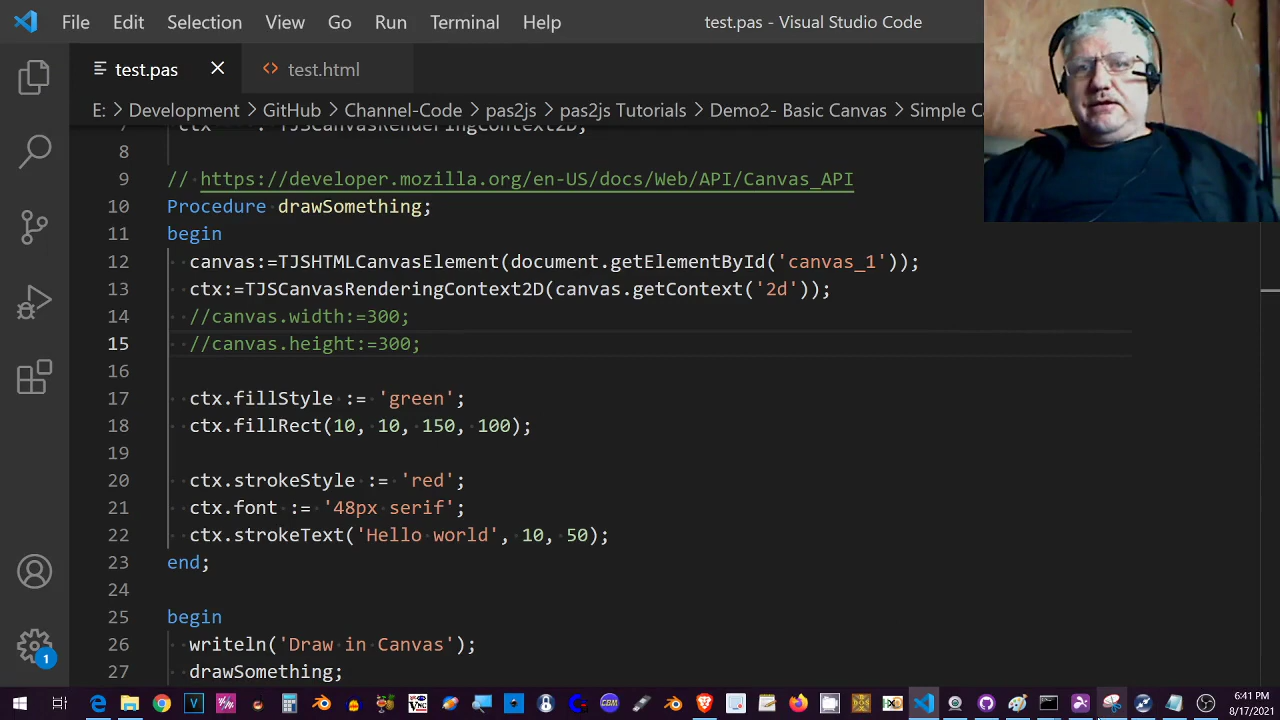 File Edit Selection View Go Run Terminal Help test.pas - Visual Studio Code
test.pas test.html
E: > Development > GitHub > Channel-Code > pas2js > pas2js Tutorials > Demo2- Basic Canvas > Simple C
ctx : TJSCanvasRenderingContext2D;
8
9 // https://developer.mozilla.org/en-US/docs/Web/API/Canvas_API
10 Procedure drawSomething;
11 begin
12 canvas:=TJSHTMLCanvasElement(document.getElementById('canvas_1'));
13 ctx:=TJSCanvasRenderingContext2D(canvas.getContext('2d'));
14 //canvas.width:=300;
15 //canvas.height:=300;
16
17 ctx.fillStyle := 'green';
18 ctx.fillRect(10, 10, 150, 100);
19
20 ctx.strokeStyle := 'red';
21 ctx.font := '48px serif';
22 ctx.strokeText('Hello world', 10, 50);
23 end;
24
25 begin
26 writeln('Draw in Canvas');
27 drawSomething;
1
CBM
6:41 PM
8/17/2021